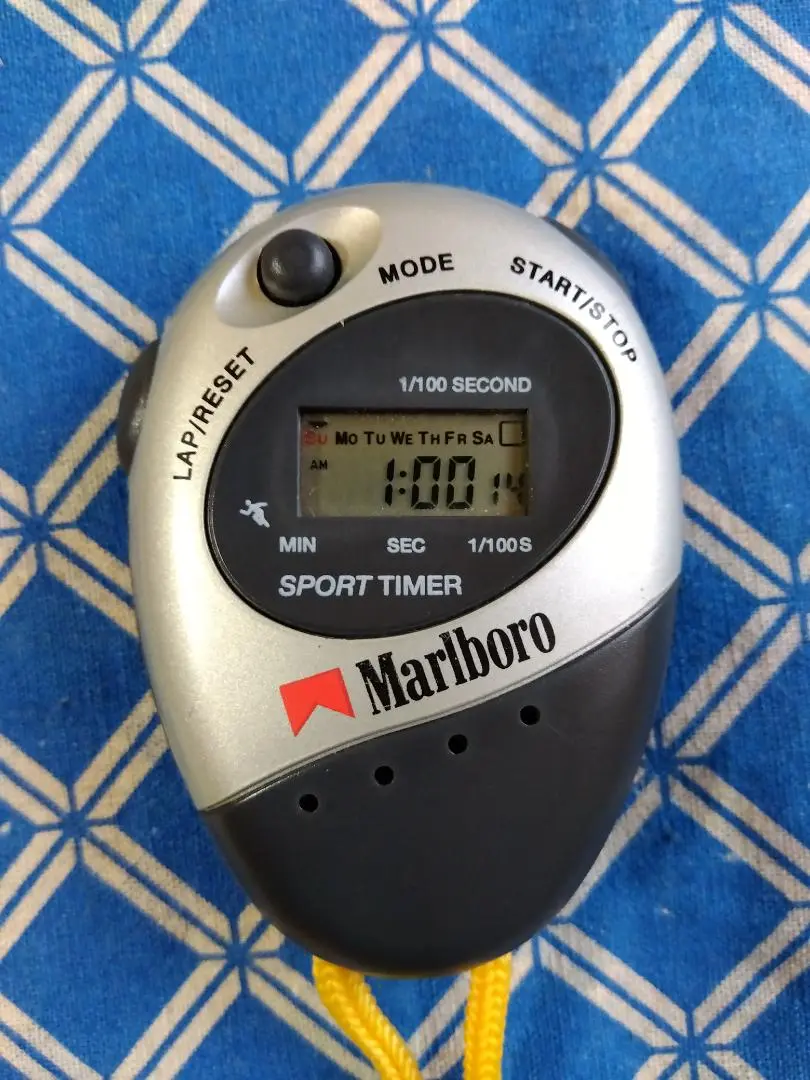 MODE
START/STOP
LAP/RESET
1/100 SECOND
SU MO TU WE TH FR SA
AM
1:00 14
MIN SEC 1/100S
SPORT TIMER
Marlboro